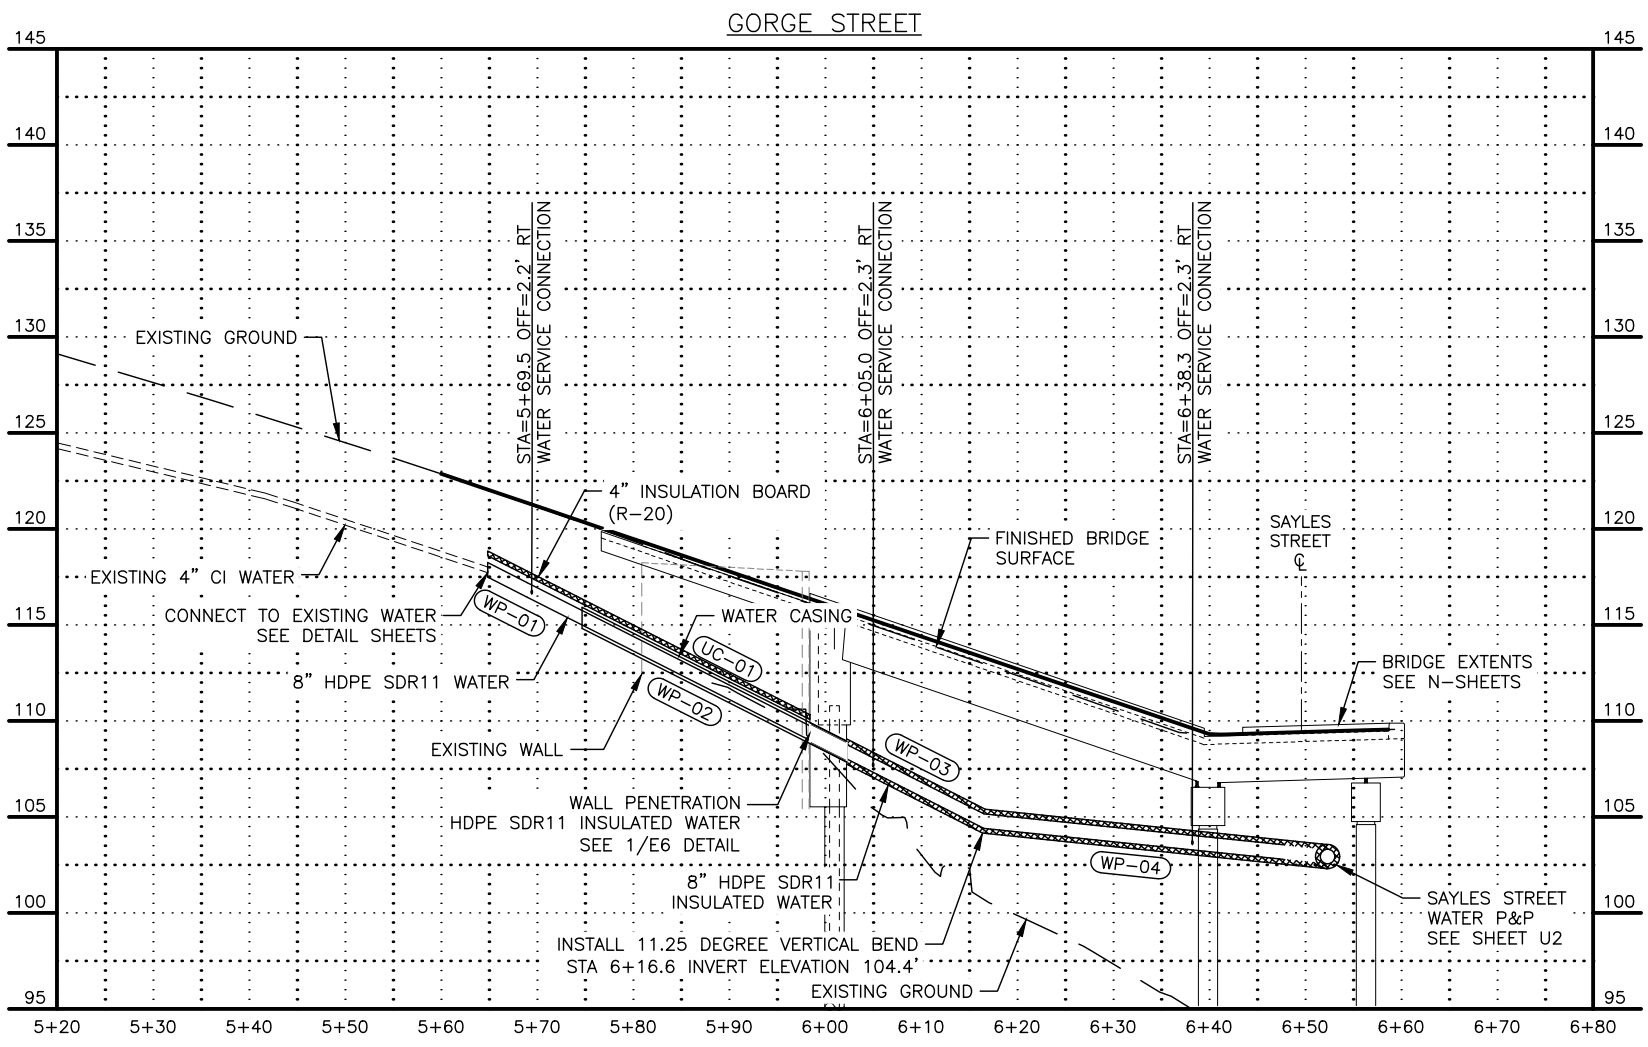 GORGE STREET
145
145
140
140
135
135
130
130
125
125
120
120
115
115
110
110
105
105
100
100
95
95
STA=5+69.5 OFF=2.2' RT
WATER SERVICE CONNECTION
STA=6+05.0 OFF=2.3' RT
WATER SERVICE CONNECTION
STA=6+38.3 OFF=2.3' RT
WATER SERVICE CONNECTION
EXISTING GROUND
4" INSULATION BOARD
(R-20)
FINISHED BRIDGE
SURFACE
SAYLES
STREET
℄
EXISTING 4" CI WATER
CONNECT TO EXISTING WATER
SEE DETAIL SHEETS
WP-01
WATER CASING
UC-01
8" HDPE SDR11 WATER
WP-02
BRIDGE EXTENTS
SEE N-SHEETS
EXISTING WALL
WP-03
WALL PENETRATION
HDPE SDR11 INSULATED WATER
SEE 1/E6 DETAIL
WP-04
8" HDPE SDR11
INSULATED WATER
SAYLES STREET
WATER P&P
SEE SHEET U2
INSTALL 11.25 DEGREE VERTICAL BEND
STA 6+16.6 INVERT ELEVATION 104.4'
EXISTING GROUND
5+20 5+30 5+40 5+50 5+60 5+70 5+80 5+90 6+00 6+10 6+20 6+30 6+40 6+50 6+60 6+70 6+80